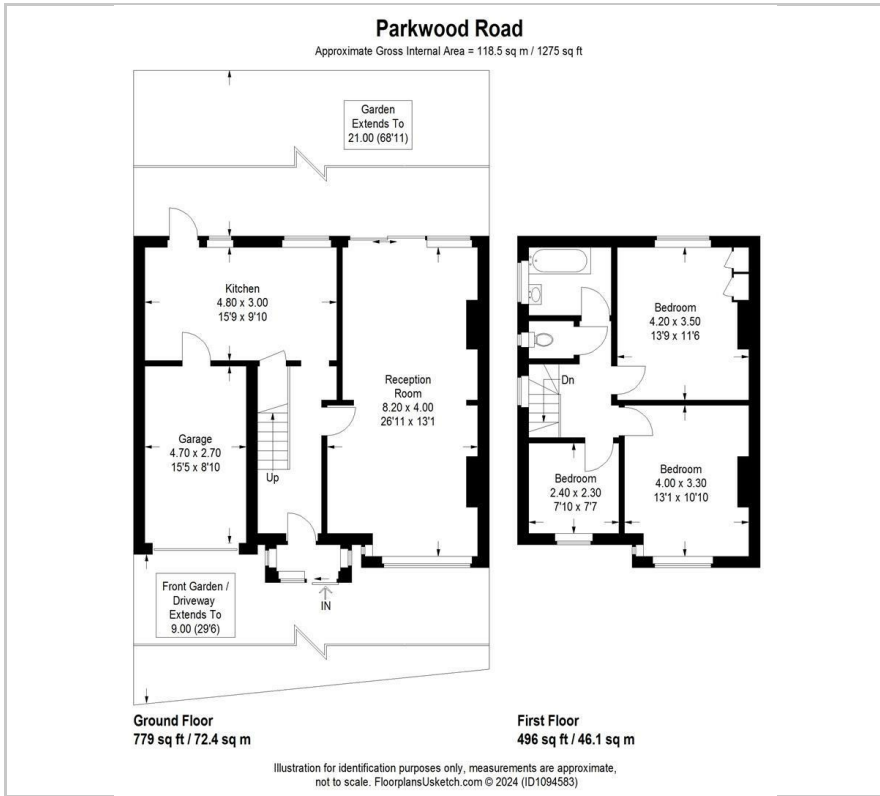 Parkwood Road
Approximate Gross Internal Area = 118.5 sq m / 1275 sq ft
Garden
Extends To
21.00 (68'11)
Kitchen
4.80 x 3.00
15'9 x 9'10
Reception
Room
8.20 x 4.00
26'11 x 13'1
Garage
4.70 x 2.70
15'5 x 8'10
Up
IN
Front Garden /
Driveway
Extends To
9.00 (29'6)
Ground Floor
779 sq ft / 72.4 sq m
Bedroom
4.20 x 3.50
13'9 x 11'6
Dn
Bedroom
2.40 x 2.30
7'10 x 7'7
Bedroom
4.00 x 3.30
13'1 x 10'10
First Floor
496 sq ft / 46.1 sq m
Illustration for identification purposes only, measurements are approximate,
not to scale. FloorplansUsketch.com © 2024 (ID1094583)